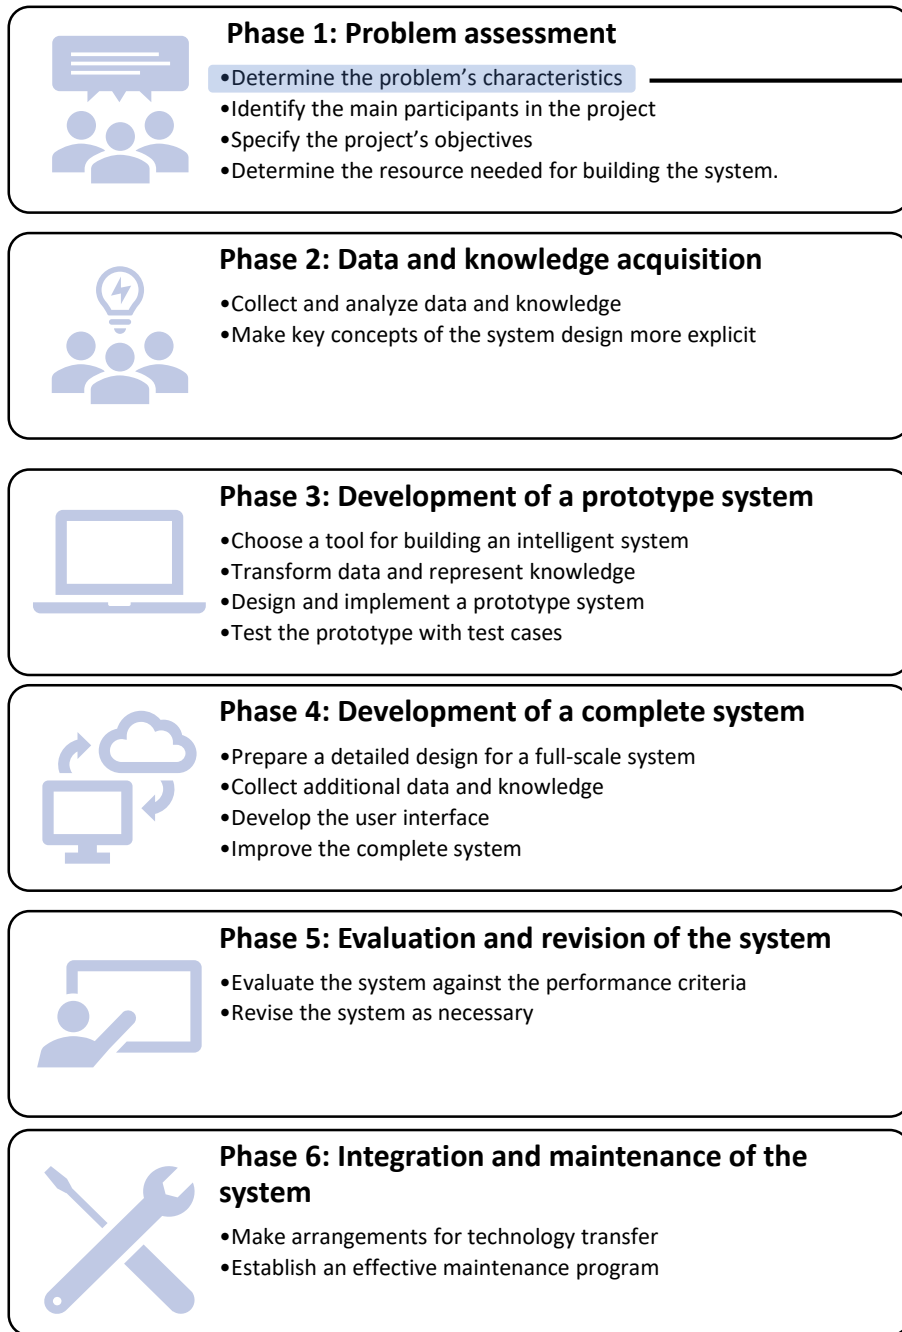 Phase 1: Problem assessment
•Determine the problem's characteristics
•Identify the main participants in the project
•Specify the project's objectives
•Determine the resource needed for building the system.
Phase 2: Data and knowledge acquisition
•Collect and analyze data and knowledge
•Make key concepts of the system design more explicit
Phase 3: Development of a prototype system
•Choose a tool for building an intelligent system
•Transform data and represent knowledge
•Design and implement a prototype system
•Test the prototype with test cases
Phase 4: Development of a complete system
•Prepare a detailed design for a full-scale system
•Collect additional data and knowledge
•Develop the user interface
•Improve the complete system
Phase 5: Evaluation and revision of the system
•Evaluate the system against the performance criteria
•Revise the system as necessary
Phase 6: Integration and maintenance of the
system
•Make arrangements for technology transfer
•Establish an effective maintenance program